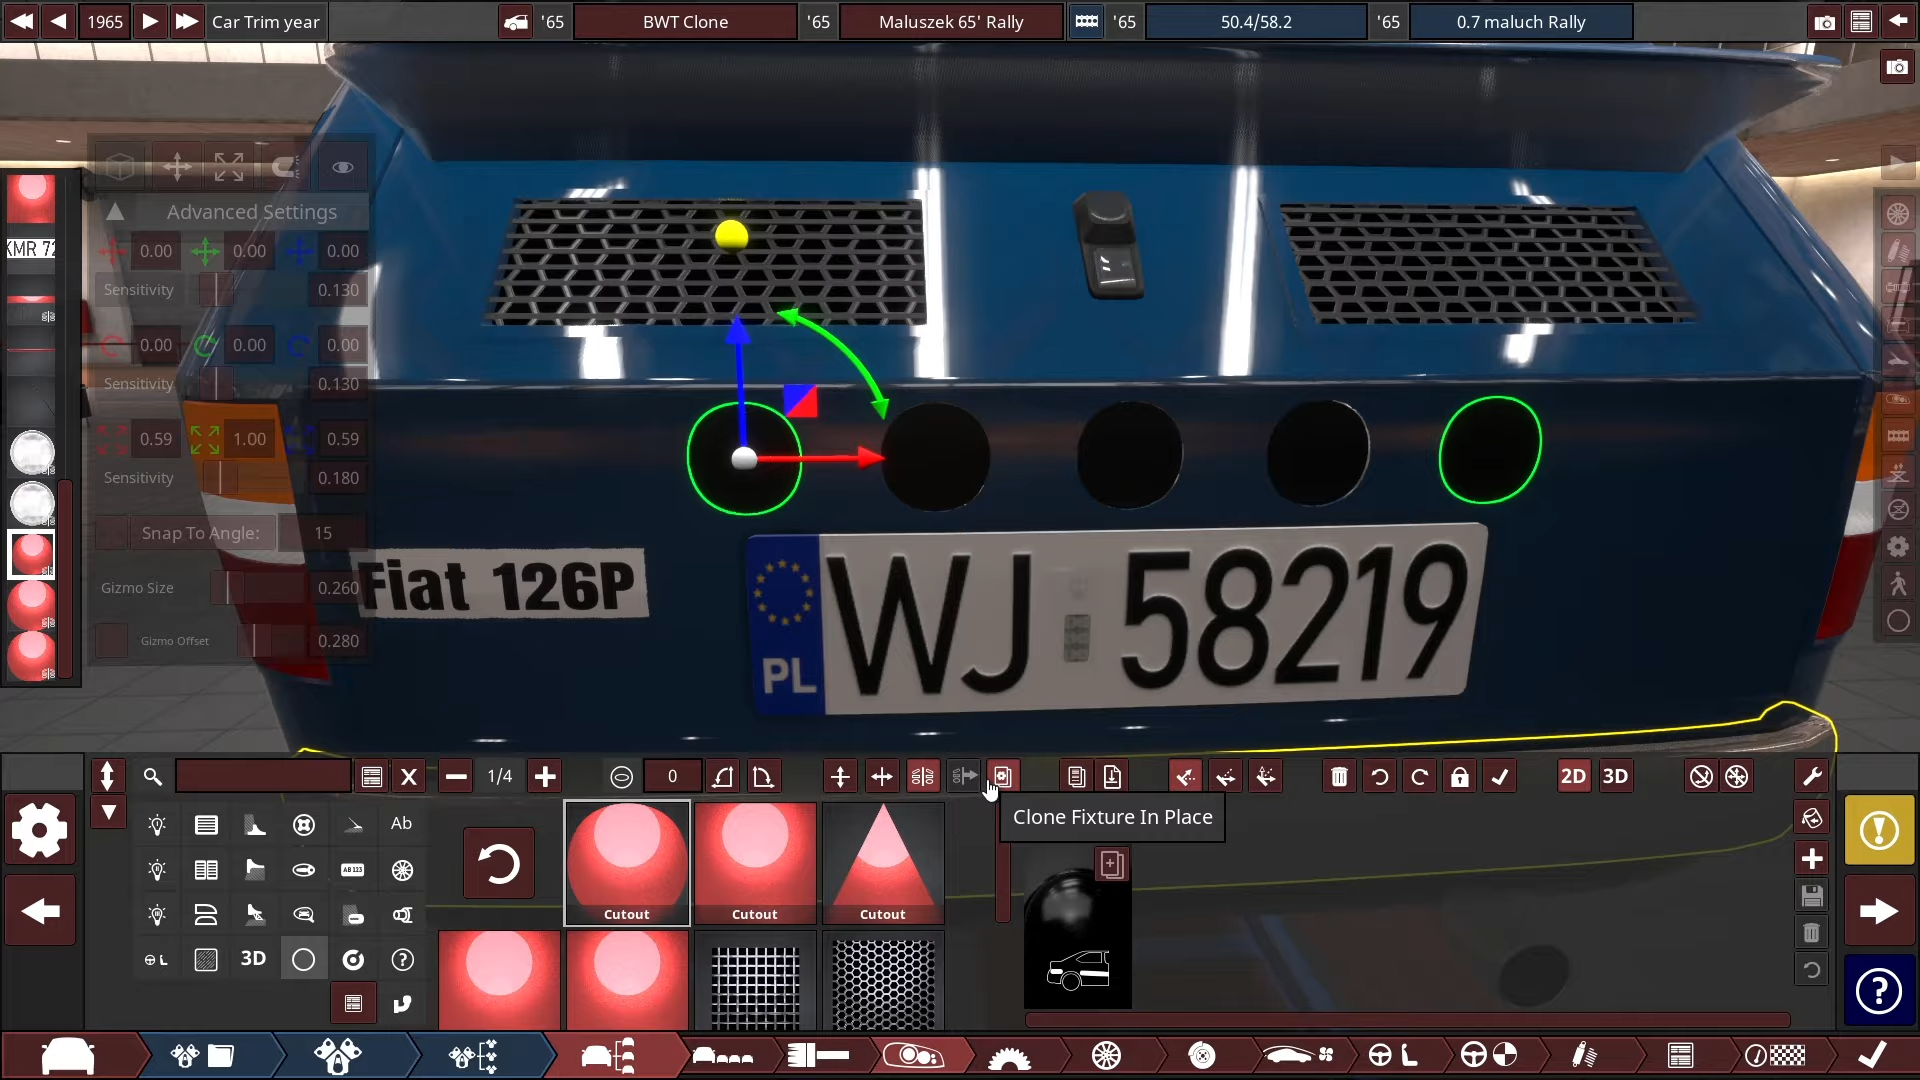 1965 Car Trim year '65 BWT Clone '65 Maluszek 65' Rally '65 50.4/58.2 '65 0.7 maluch Rally
Advanced Settings
0.00 0.00 0.00
Sensitivity 0.130
0.00 0.00 0.00
Sensitivity 0.130
0.59 1.00 0.59
Sensitivity 0.180
Snap To Angle: 15
Gizmo Size 0.260
Gizmo Offset 0.280
Fiat 126P
WJ 58219
PL
1/4 0 2D 3D
Clone Fixture In Place
Ab
AB 123
3D
Cutout Cutout Cutout